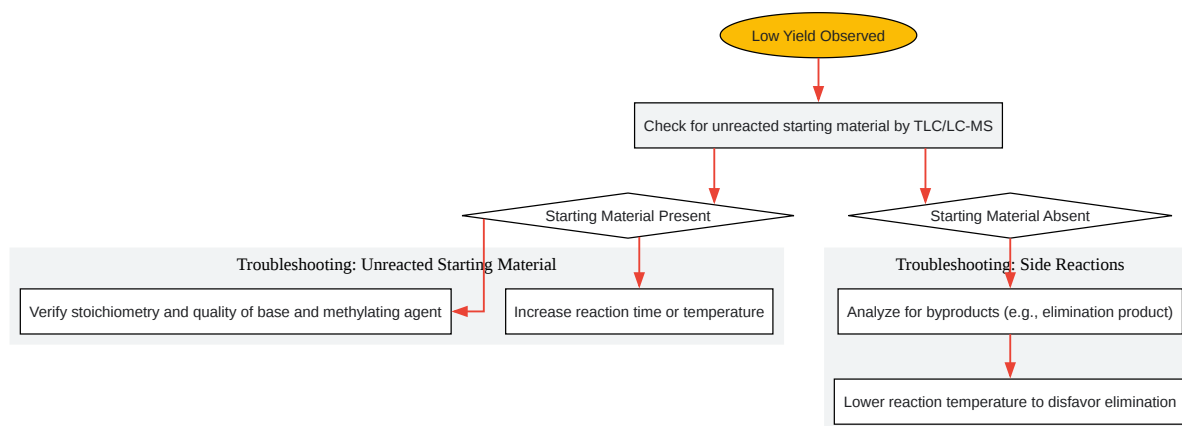 Low Yield Observed
Check for unreacted starting material by TLC/LC-MS
Starting Material Present
Starting Material Absent
Troubleshooting: Unreacted Starting Material
Troubleshooting: Side Reactions
Verify stoichiometry and quality of base and methylating agent
Increase reaction time or temperature
Analyze for byproducts (e.g., elimination product)
Lower reaction temperature to disfavor elimination